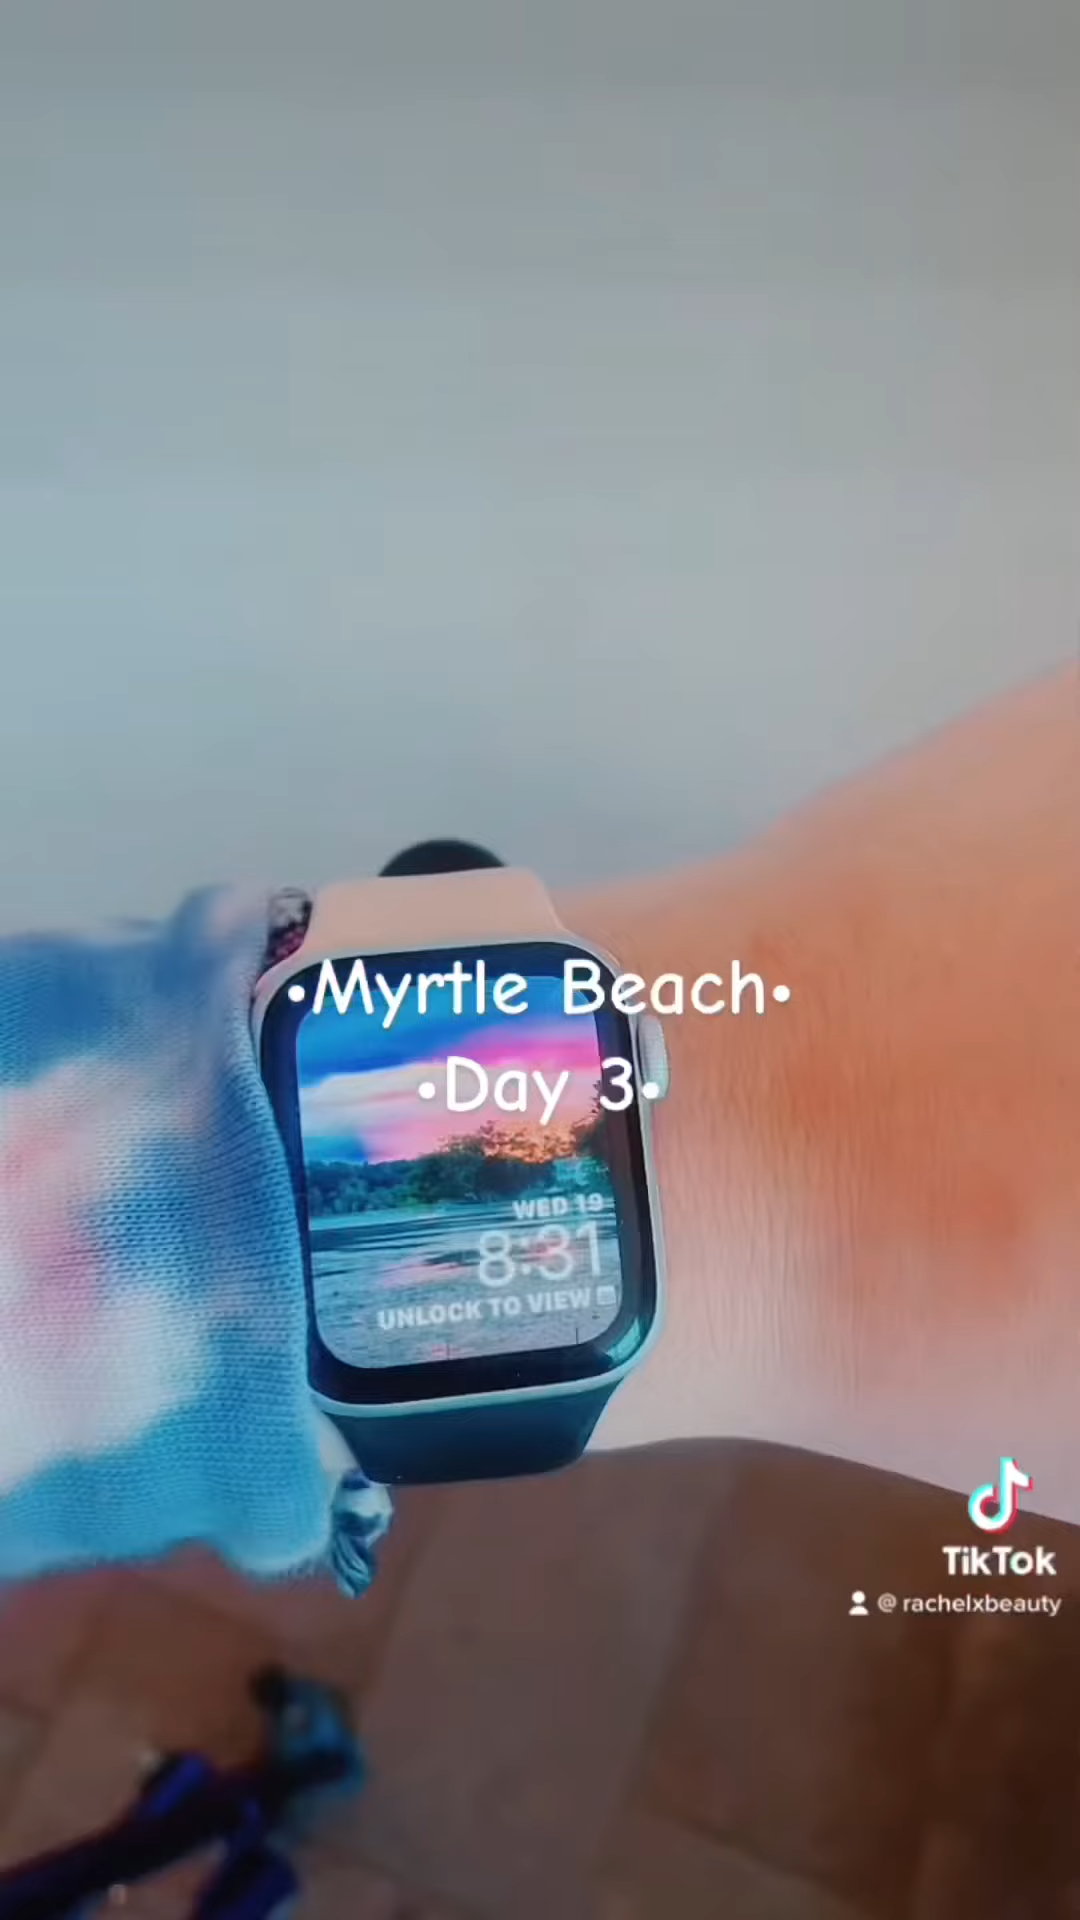 •Myrtle Beach•
•Day 3•
WED 19
8:31
UNLOCK TO VIEW
TikTok
@ rachelxbeauty